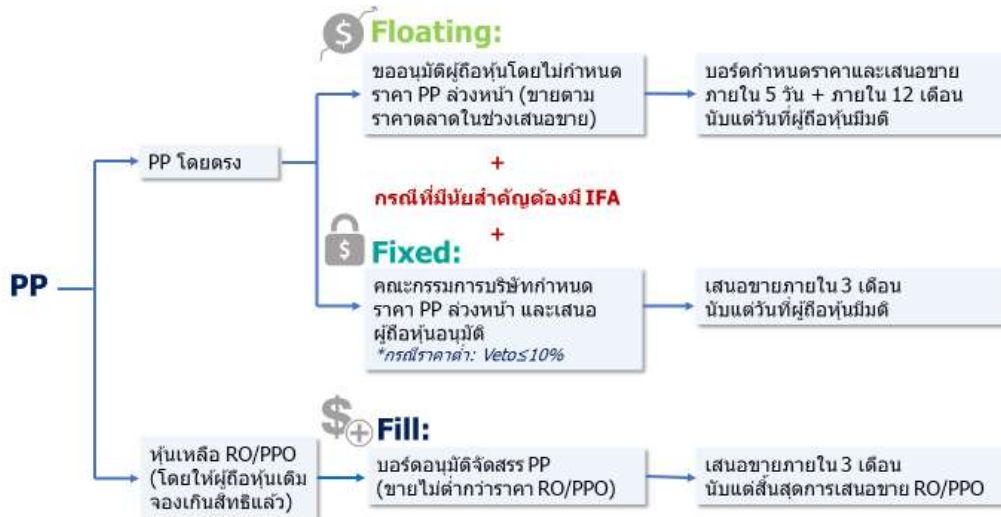 Floating:
ขออนุมัติผู้ถือหุ้นโดยไม่กำหนด
ราคา PP ล่วงหน้า (ขายตาม
ราคาตลาดในช่วงเสนอขาย)
บอร์ดกำหนดราคาและเสนอขาย
ภายใน 5 วัน + ภายใน 12 เดือน
นับแต่วันที่ผู้ถือหุ้นมีมติ
PP โดยตรง
+
กรณีที่มีนัยสำคัญต้องมี IFA
+
Fixed:
PP
คณะกรรมการบริษัทกำหนด
ราคา PP ล่วงหน้า และเสนอ
ผู้ถือหุ้นอนุมัติ
*กรณีราคาต่ำ: Veto≤10%
เสนอขายภายใน 3 เดือน
นับแต่วันที่ผู้ถือหุ้นมีมติ
Fill:
หุ้นเหลือ RO/PPO
(โดยให้ผู้ถือหุ้นเดิม
จองเกินสิทธิแล้ว)
บอร์ดอนุมัติจัดสรร PP
(ขายไม่ต่ำกว่าราคา RO/PPO)
เสนอขายภายใน 3 เดือน
นับแต่สิ้นสุดการเสนอขาย RO/PPO